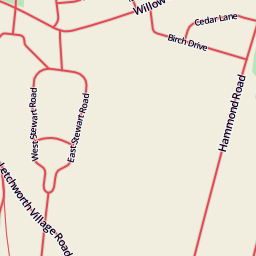 Willow
Cedar Lane
Birch Drive
Hammond Road
West Stewart Road
East Stewart Road
Letchworth Village Road